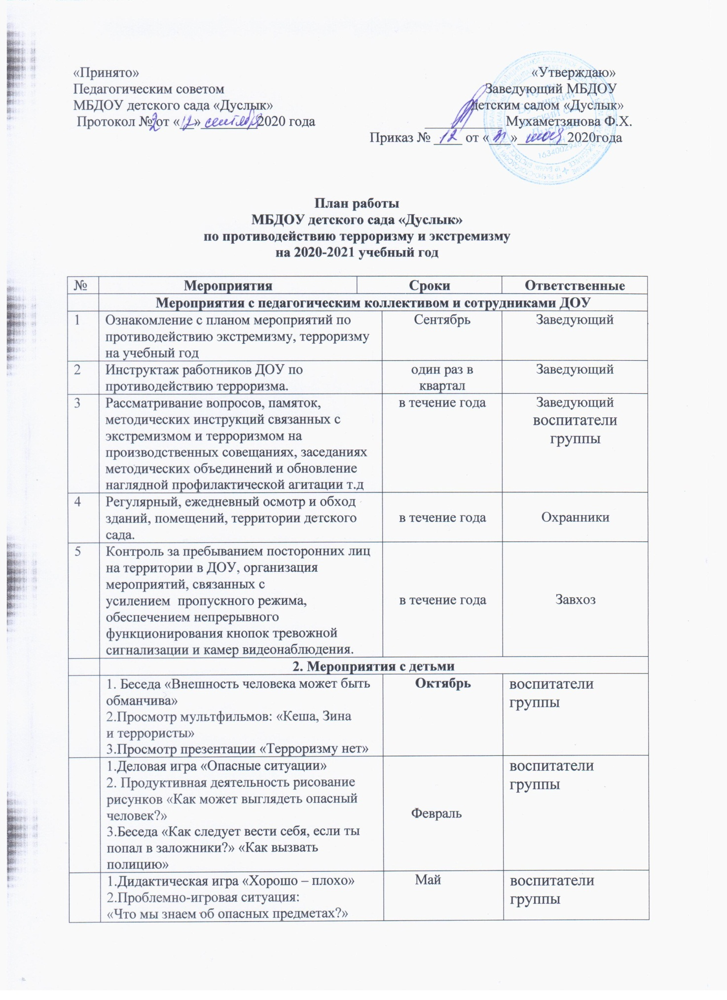 «Принято»
«Утверждаю»
Педагогическим советом
Заведующий МБДОУ
МБДОУ детского сада «Дуслык»
детским садом «Дуслык»
Протокол № 2 от «12» сентября 2020 года
Мухаметзянова Ф.Х.
Приказ № 12 от « » 2020года
1634002948
План работы
МБДОУ детского сада «Дуслык»
по противодействию терроризму и экстремизму
на 2020-2021 учебный год
№ Мероприятия Сроки Ответственные
Мероприятия с педагогическим коллективом и сотрудниками ДОУ
1 Ознакомление с планом мероприятий по Сентябрь Заведующий
противодействию экстремизму, терроризму
на учебный год
2 Инструктаж работников ДОУ по один раз в Заведующий
противодействию терроризма. квартал
3 Рассматривание вопросов, памяток, в течение года Заведующий
методических инструкций связанных с воспитатели
экстремизмом и терроризмом на группы
производственных совещаниях, заседаниях
методических объединений и обновление
наглядной профилактической агитации т.д
4 Регулярный, ежедневный осмотр и обход
зданий, помещений, территории детского в течение года Охранники
сада.
5 Контроль за пребыванием посторонних лиц
на территории в ДОУ, организация
мероприятий, связанных с
усилением пропускного режима, в течение года Завхоз
обеспечением непрерывного
функционирования кнопок тревожной
сигнализации и камер видеонаблюдения.
2. Мероприятия с детьми
1. Беседа «Внешность человека может быть Октябрь воспитатели
обманчива» группы
2.Просмотр мультфильмов: «Кеша, Зина
и террористы»
3.Просмотр презентации «Терроризму нет»
1.Деловая игра «Опасные ситуации» воспитатели
2. Продуктивная деятельность рисование группы
рисунков «Как может выглядеть опасный
человек?» Февраль
3.Беседа «Как следует вести себя, если ты
попал в заложники?» «Как вызвать
полицию»
1.Дидактическая игра «Хорошо – плохо» Май воспитатели
2.Проблемно-игровая ситуация: группы
«Что мы знаем об опасных предметах?»